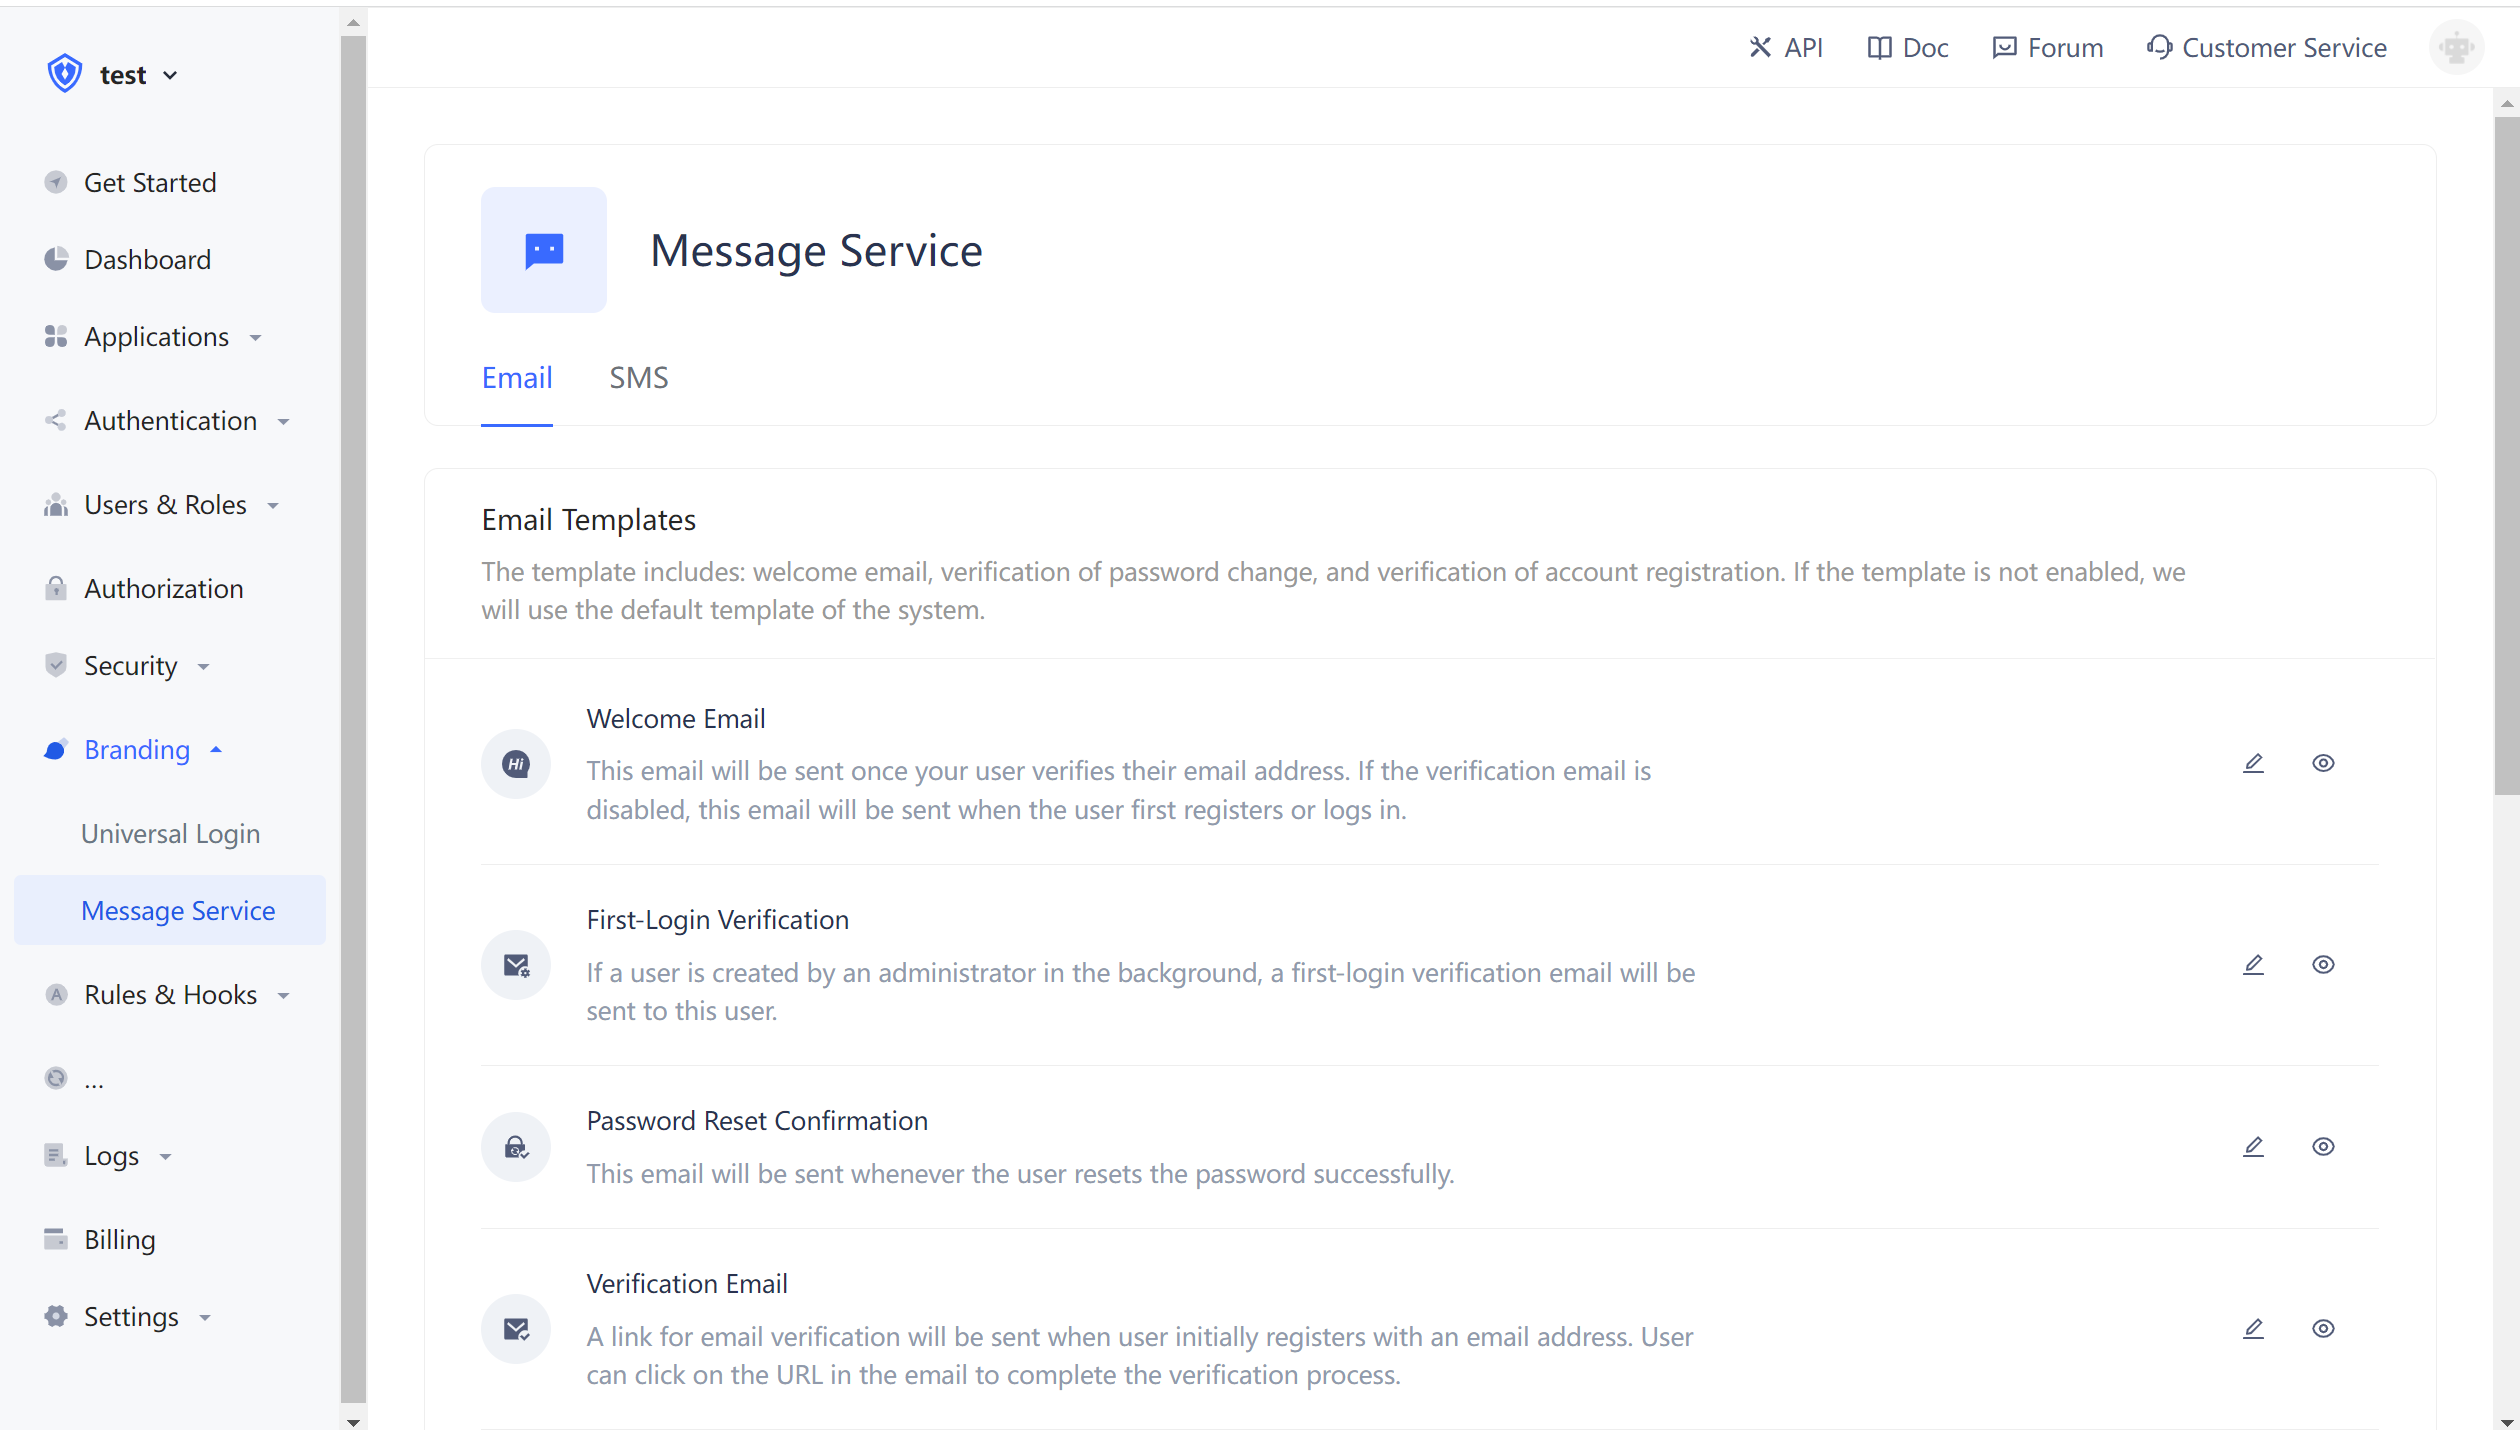 test
Get Started
Dashboard
Applications
Authentication
Users & Roles
Authorization
Security
Branding
Universal Login
Message Service
Rules & Hooks
...
Logs
Billing
Settings
API
Doc
Forum
Customer Service
Message Service
Email
SMS
Email Templates
The template includes: welcome email, verification of password change, and verification of account registration. If the template is not enabled, we
will use the default template of the system.
Hi
Welcome Email
This email will be sent once your user verifies their email address. If the verification email is
disabled, this email will be sent when the user first registers or logs in.
First-Login Verification
If a user is created by an administrator in the background, a first-login verification email will be
sent to this user.
Password Reset Confirmation
This email will be sent whenever the user resets the password successfully.
Verification Email
A link for email verification will be sent when user initially registers with an email address. User
can click on the URL in the email to complete the verification process.